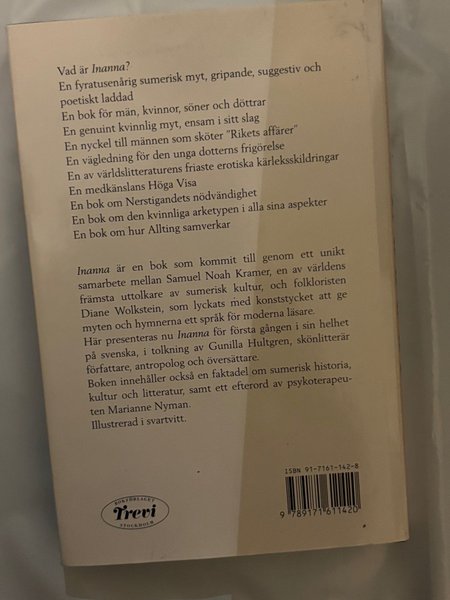 Vad är Inanna?
En fyratusenårig sumerisk myt, gripande, suggestiv och
poetiskt laddad
En bok för män, kvinnor, söner och döttrar
En genuint kvinnlig myt, ensam i sitt slag
En nyckel till männen som sköter "Rikets affärer"
En vägledning för den unga dotterns frigörelse
En av världslitteraturens friaste erotiska kärleksskildringar
En medkänslans Höga Visa
En bok om Nerstigandets nödvändighet
En bok om den kvinnliga arketypen i alla sina aspekter
En bok om hur Allting samverkar
Inanna är en bok som kommit till genom ett unikt
samarbete mellan Samuel Noah Kramer, en av världens
främsta uttolkare av sumerisk kultur, och folkloristen
Diane Wolkstein, som lyckats med konststycket att ge
myten och hymnerna ett språk för moderna läsare.
Här presenteras nu Inanna för första gången i sin helhet
på svenska, i tolkning av Gunilla Hultgren, skönlitterär
författare, antropolog och översättare.
Boken innehåller också en faktadel om sumerisk historia,
kultur och litteratur, samt ett efterord av psykoterapeu-
ten Marianne Nyman.
Illustrerad i svartvitt.
ISBN 91-7161-142-8
9 789171 611420
BOKFÖRLAGET
Trevi
STOCKHOLM